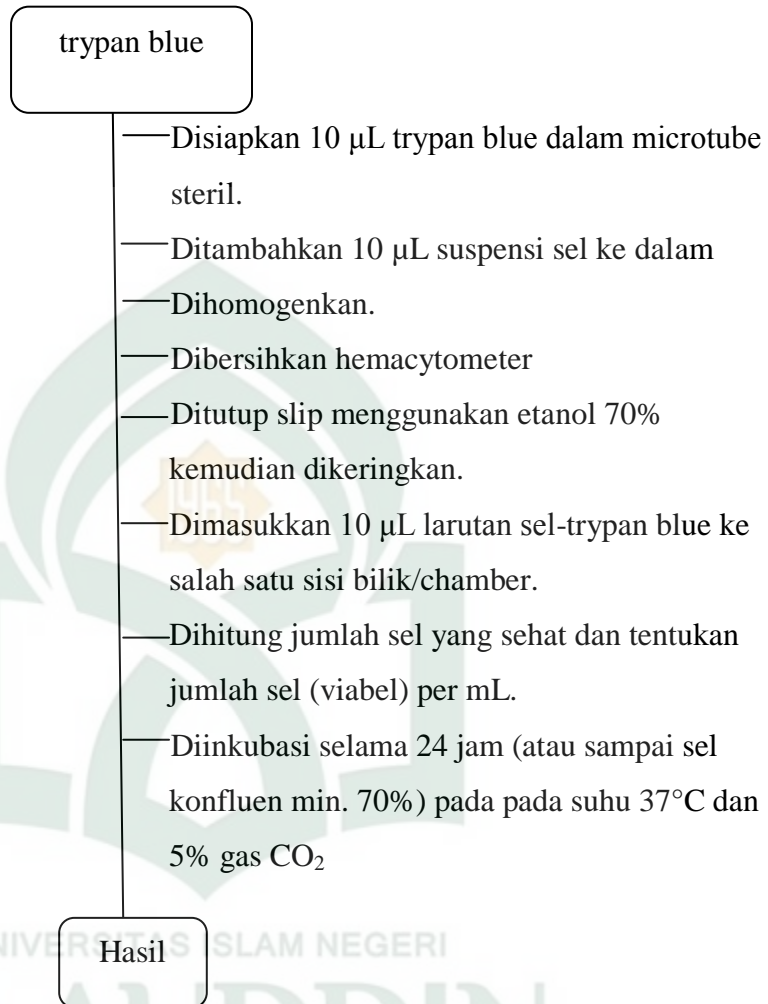 trypan blue
Disiapkan 10 μL trypan blue dalam microtube
steril.
Ditambahkan 10 μL suspensi sel ke dalam
Dihomogenkan.
Dibersihkan hemacytometer
Ditutup slip menggunakan etanol 70%
kemudian dikeringkan.
Dimasukkan 10 μL larutan sel-trypan blue ke
salah satu sisi bilik/chamber.
Dihitung jumlah sel yang sehat dan tentukan
jumlah sel (viabel) per mL.
Diinkubasi selama 24 jam (atau sampai sel
konfluen min. 70%) pada pada suhu 37°C dan
5% gas CO₂
Hasil
ISLAM NEGERI